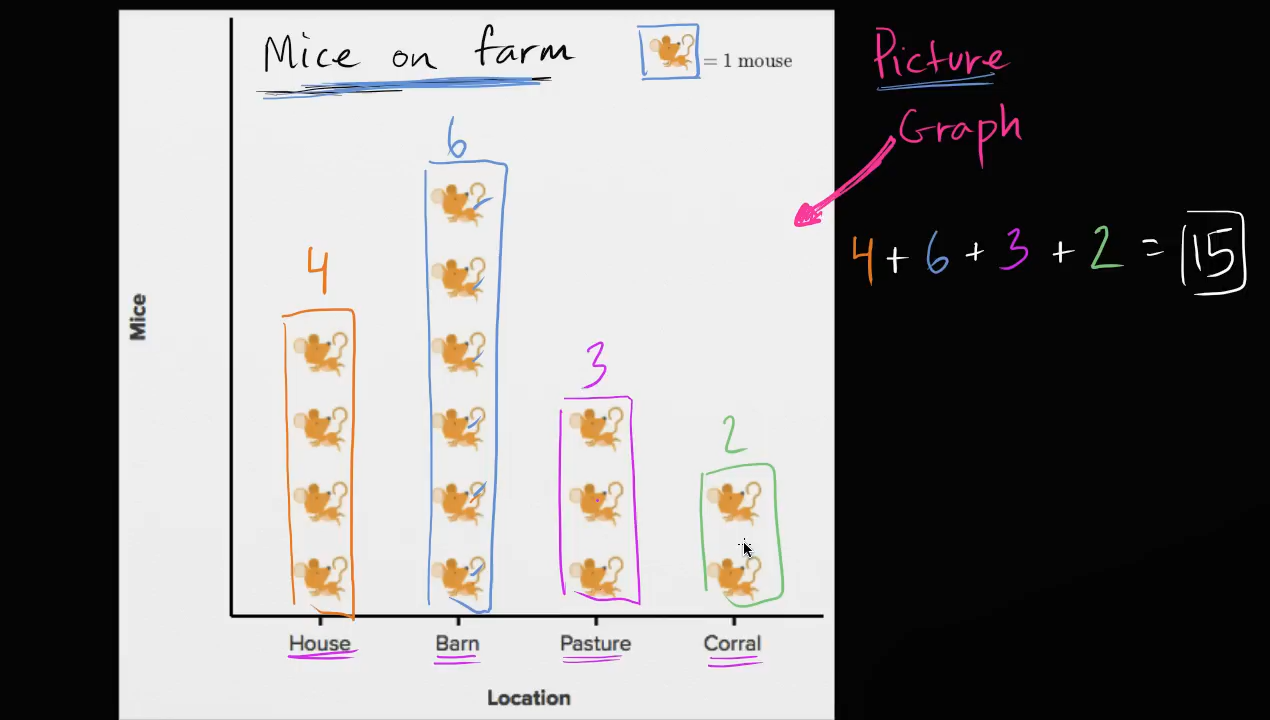 Mice on farm
= 1 mouse
Picture
Graph
6
4
4 + 6 + 3 + 2 = 15
Mice
3
2
House Barn Pasture Corral
Location